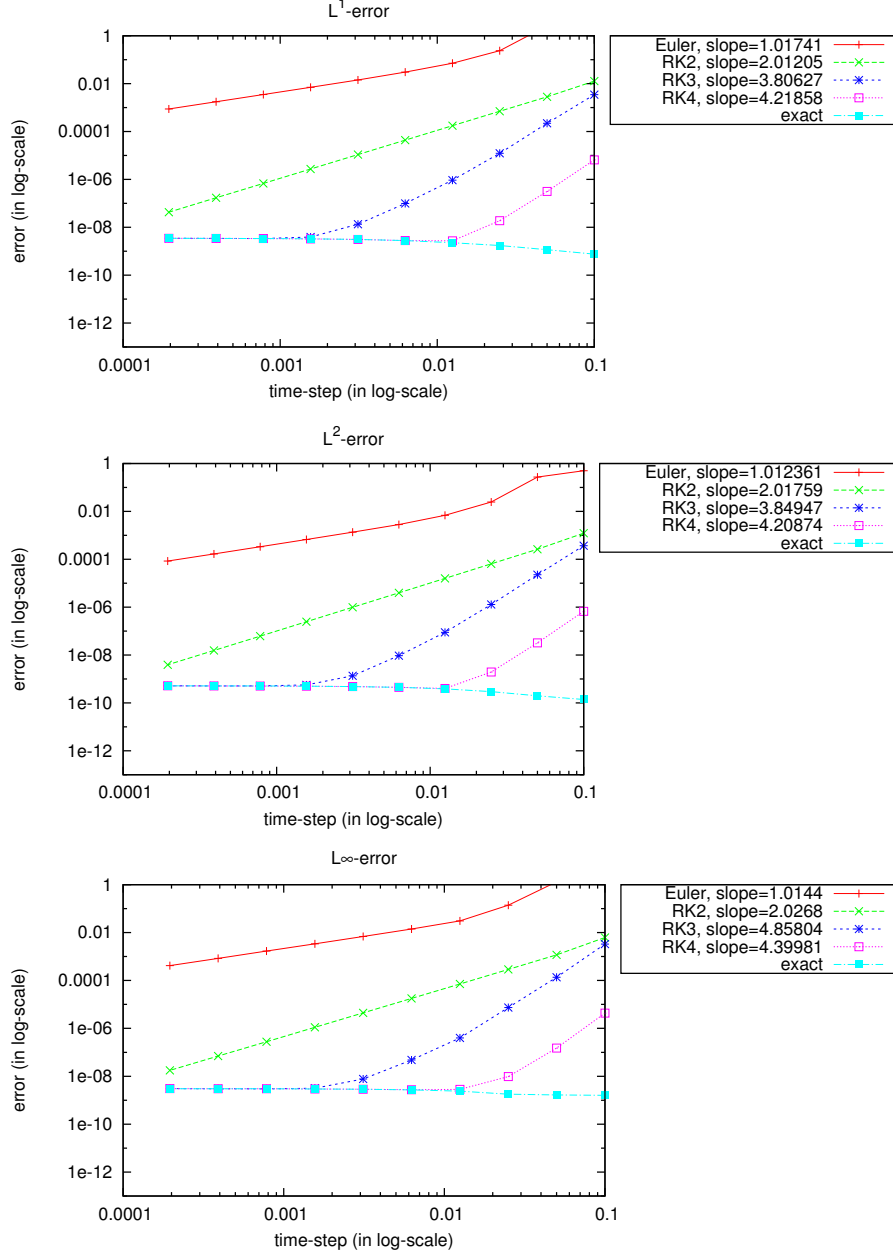 L^1-error
1
0.01
0.0001
1e-06
1e-08
1e-10
1e-12
error (in log-scale)
0.0001 0.001 0.01 0.1
time-step (in log-scale)
Euler, slope=1.01741
RK2, slope=2.01205
RK3, slope=3.80627
RK4, slope=4.21858
exact
L^2-error
1
0.01
0.0001
1e-06
1e-08
1e-10
1e-12
error (in log-scale)
0.0001 0.001 0.01 0.1
time-step (in log-scale)
Euler, slope=1.012361
RK2, slope=2.01759
RK3, slope=3.84947
RK4, slope=4.20874
exact
L∞-error
1
0.01
0.0001
1e-06
1e-08
1e-10
1e-12
error (in log-scale)
0.0001 0.001 0.01 0.1
time-step (in log-scale)
Euler, slope=1.0144
RK2, slope=2.0268
RK3, slope=4.85804
RK4, slope=4.39981
exact